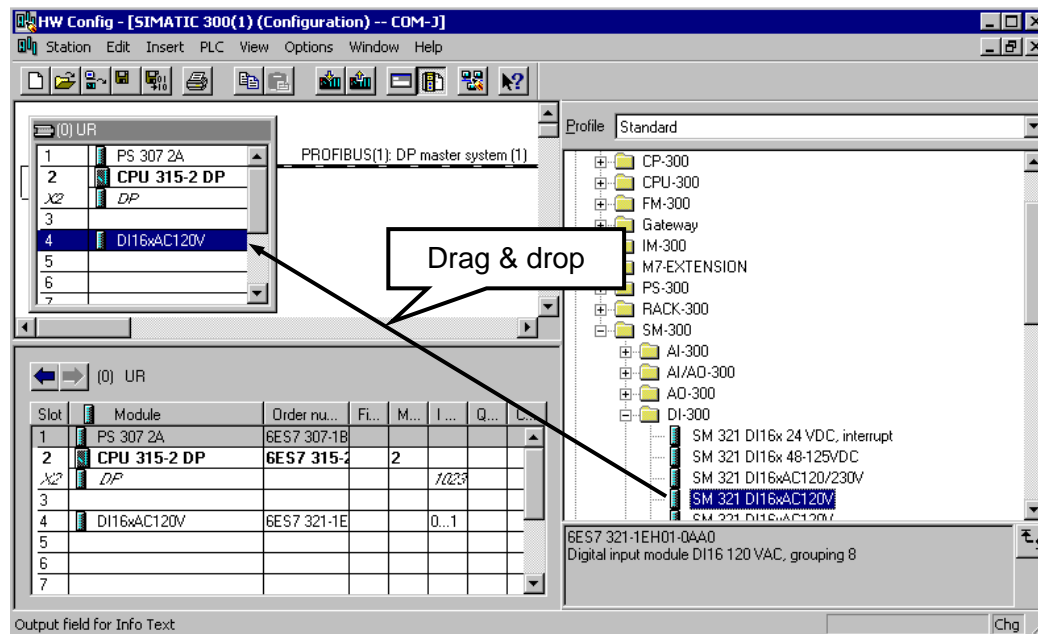 HW Config - [SIMATIC 300(1) (Configuration) -- COM-J]
Station Edit Insert PLC View Options Window Help
(0) UR
1 PS 307 2A
2 CPU 315-2 DP
X2 DP
3
4 DI16xAC120V
5
6
7
PROFIBUS(1): DP master system (1)
Drag & drop
Profile Standard
CP-300
CPU-300
FM-300
Gateway
IM-300
M7-EXTENSION
PS-300
RACK-300
SM-300
AI-300
AI/AO-300
AO-300
DI-300
SM 321 DI16x 24 VDC, interrupt
SM 321 DI16x 48-125VDC
SM 321 DI16xAC120/230V
SM 321 DI16xAC120V
SM 321 DI16xAC120V
6ES7 321-1EH01-0AA0
Digital input module DI16 120 VAC, grouping 8
(0) UR
Slot Module Order nu... Fi... M... I ... Q... C...
1 PS 307 2A 6ES7 307-1B
2 CPU 315-2 DP 6ES7 315-2 2
X2 DP 1023
3
4 DI16xAC120V 6ES7 321-1E 0...1
5
6
7
Output field for Info Text
Chg